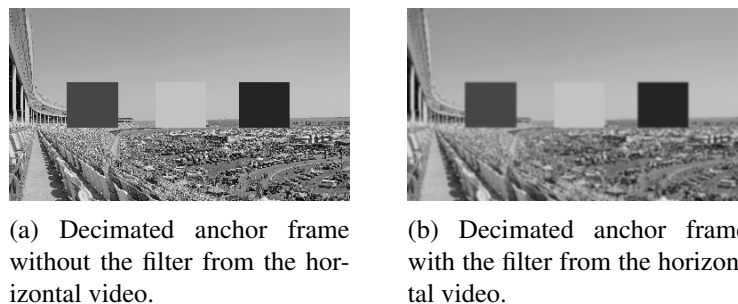 (a) Decimated anchor frame
without the filter from the hor-
izontal video.
(b) Decimated anchor frame
with the filter from the horizon
tal video.